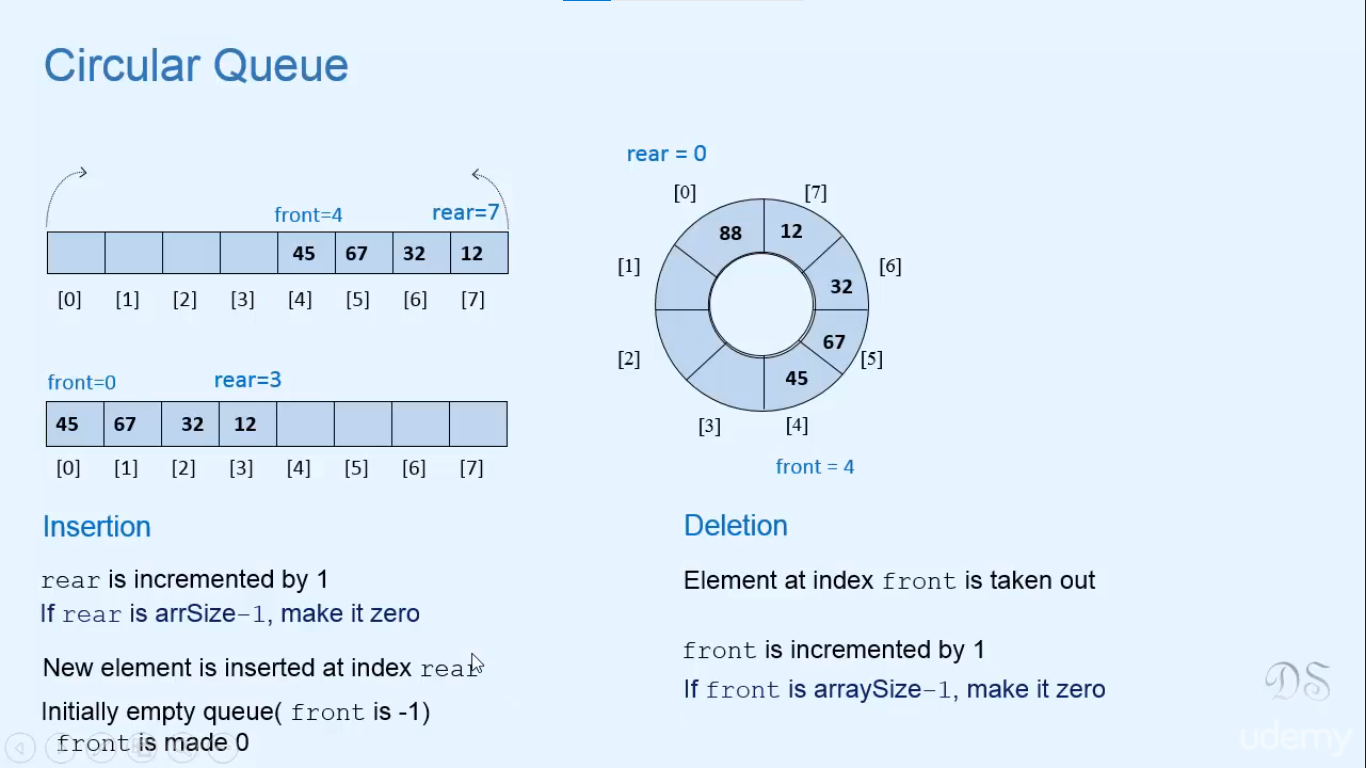 Circular Queue
front=4 rear=7
45 67 32 12
[0] [1] [2] [3] [4] [5] [6] [7]
front=0 rear=3
45 67 32 12
[0] [1] [2] [3] [4] [5] [6] [7]
rear = 0
[0] [7]
88 12
[1] [6]
32
67
[2] [5]
45
[3] [4]
front = 4
Insertion
rear is incremented by 1
If rear is arrSize-1, make it zero
New element is inserted at index rear
Initially empty queue( front is -1)
front is made 0
Deletion
Element at index front is taken out
front is incremented by 1
If front is arraySize-1, make it zero
DS
udemy